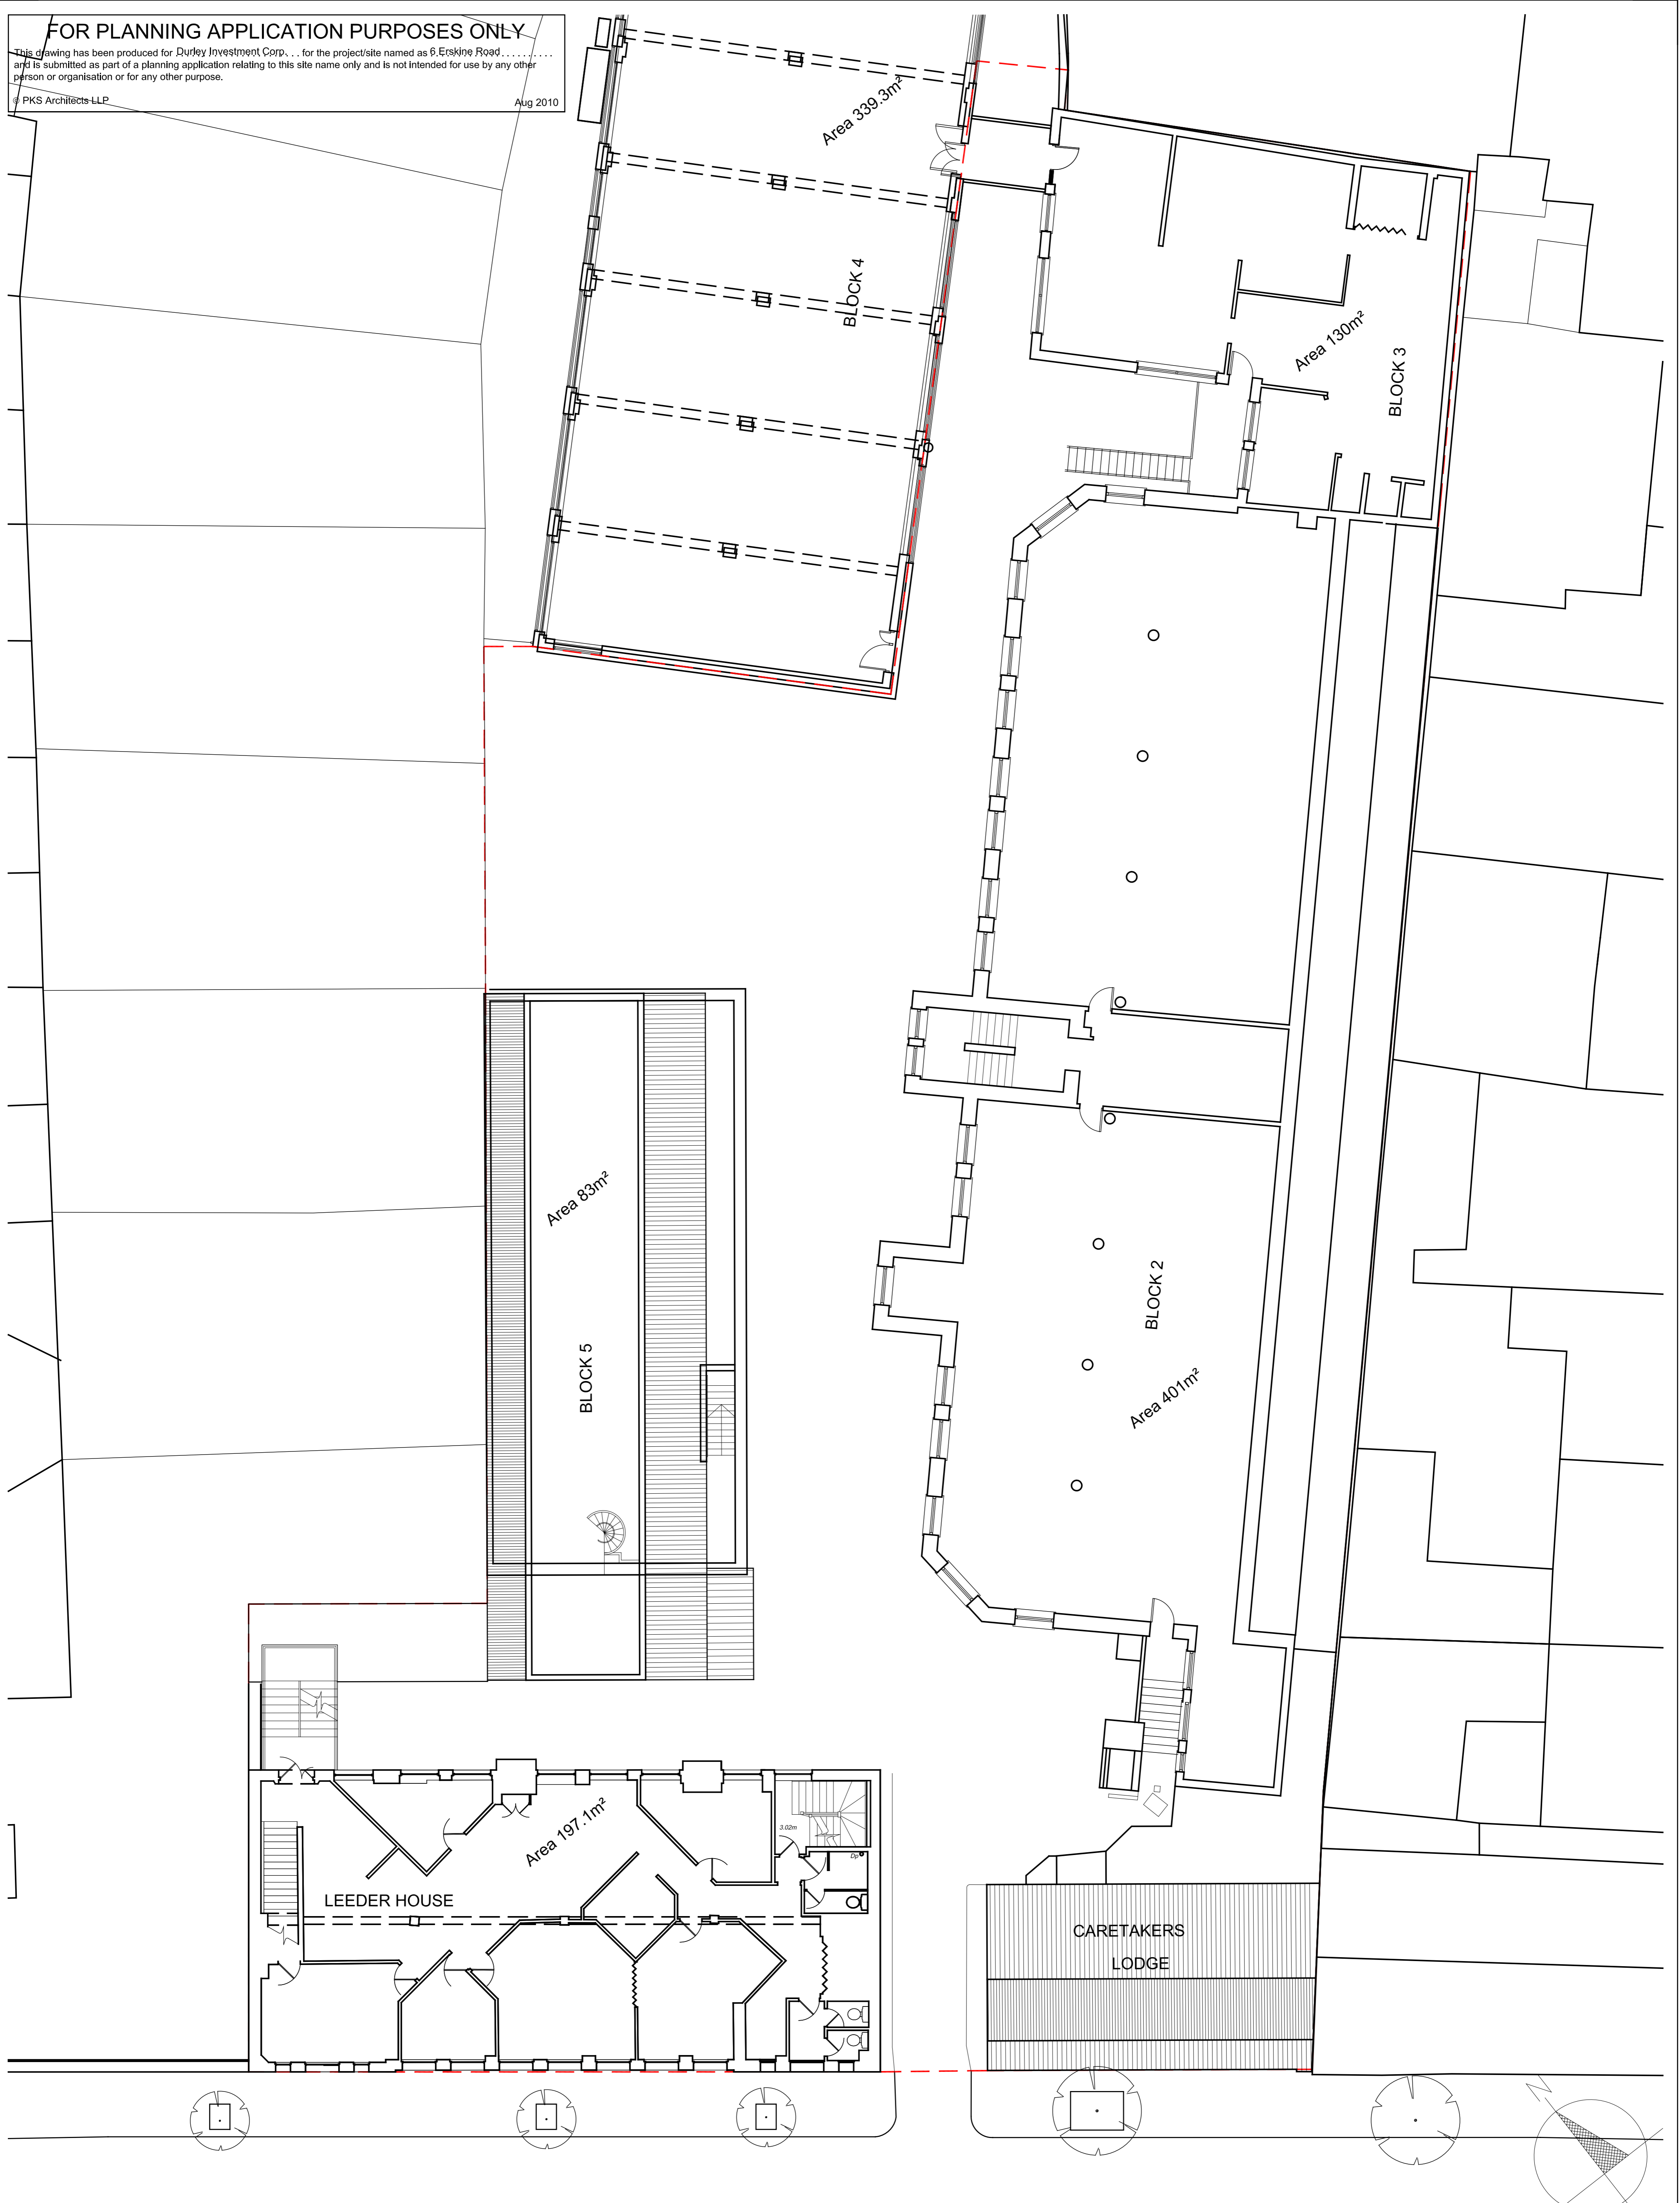 FOR PLANNING APPLICATION PURPOSES ONLY
This drawing has been produced for Durley Investment Corp. . . for the project/site named as 6 Erskine Road . . . . . . . . . .
and is submitted as part of a planning application relating to this site name only and is not intended for use by any other
person or organisation or for any other purpose.
© PKS Architects LLP
Aug 2010
Area 339.3m²
BLOCK 4
Area 130m²
BLOCK 3
Area 83m²
BLOCK 5
BLOCK 2
Area 401m²
Area 197.1m²
3.02m
Dp
LEEDER HOUSE
CARETAKERS
LODGE
N